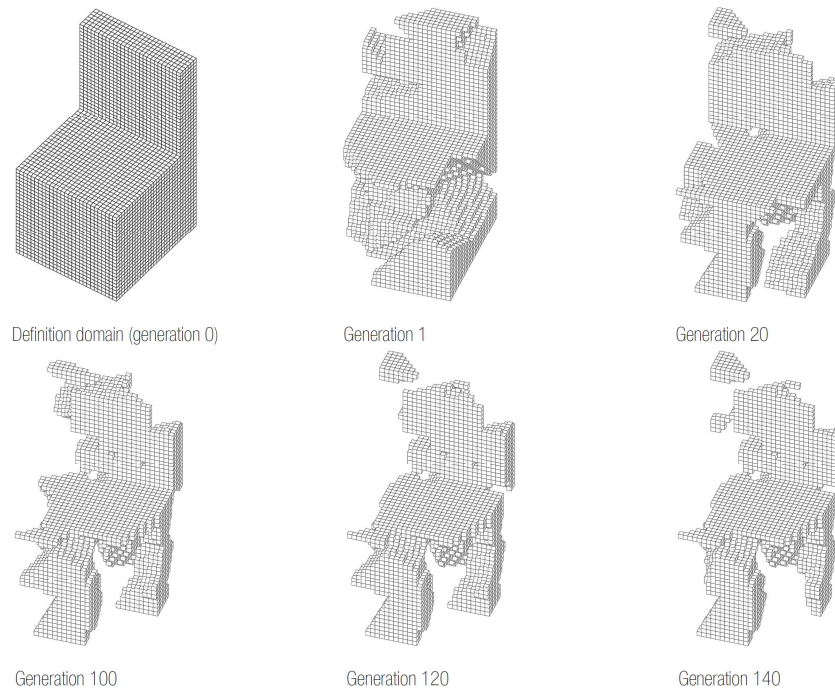 Definition domain (generation 0)
Generation 1
Generation 20
Generation 100
Generation 120
Generation 140